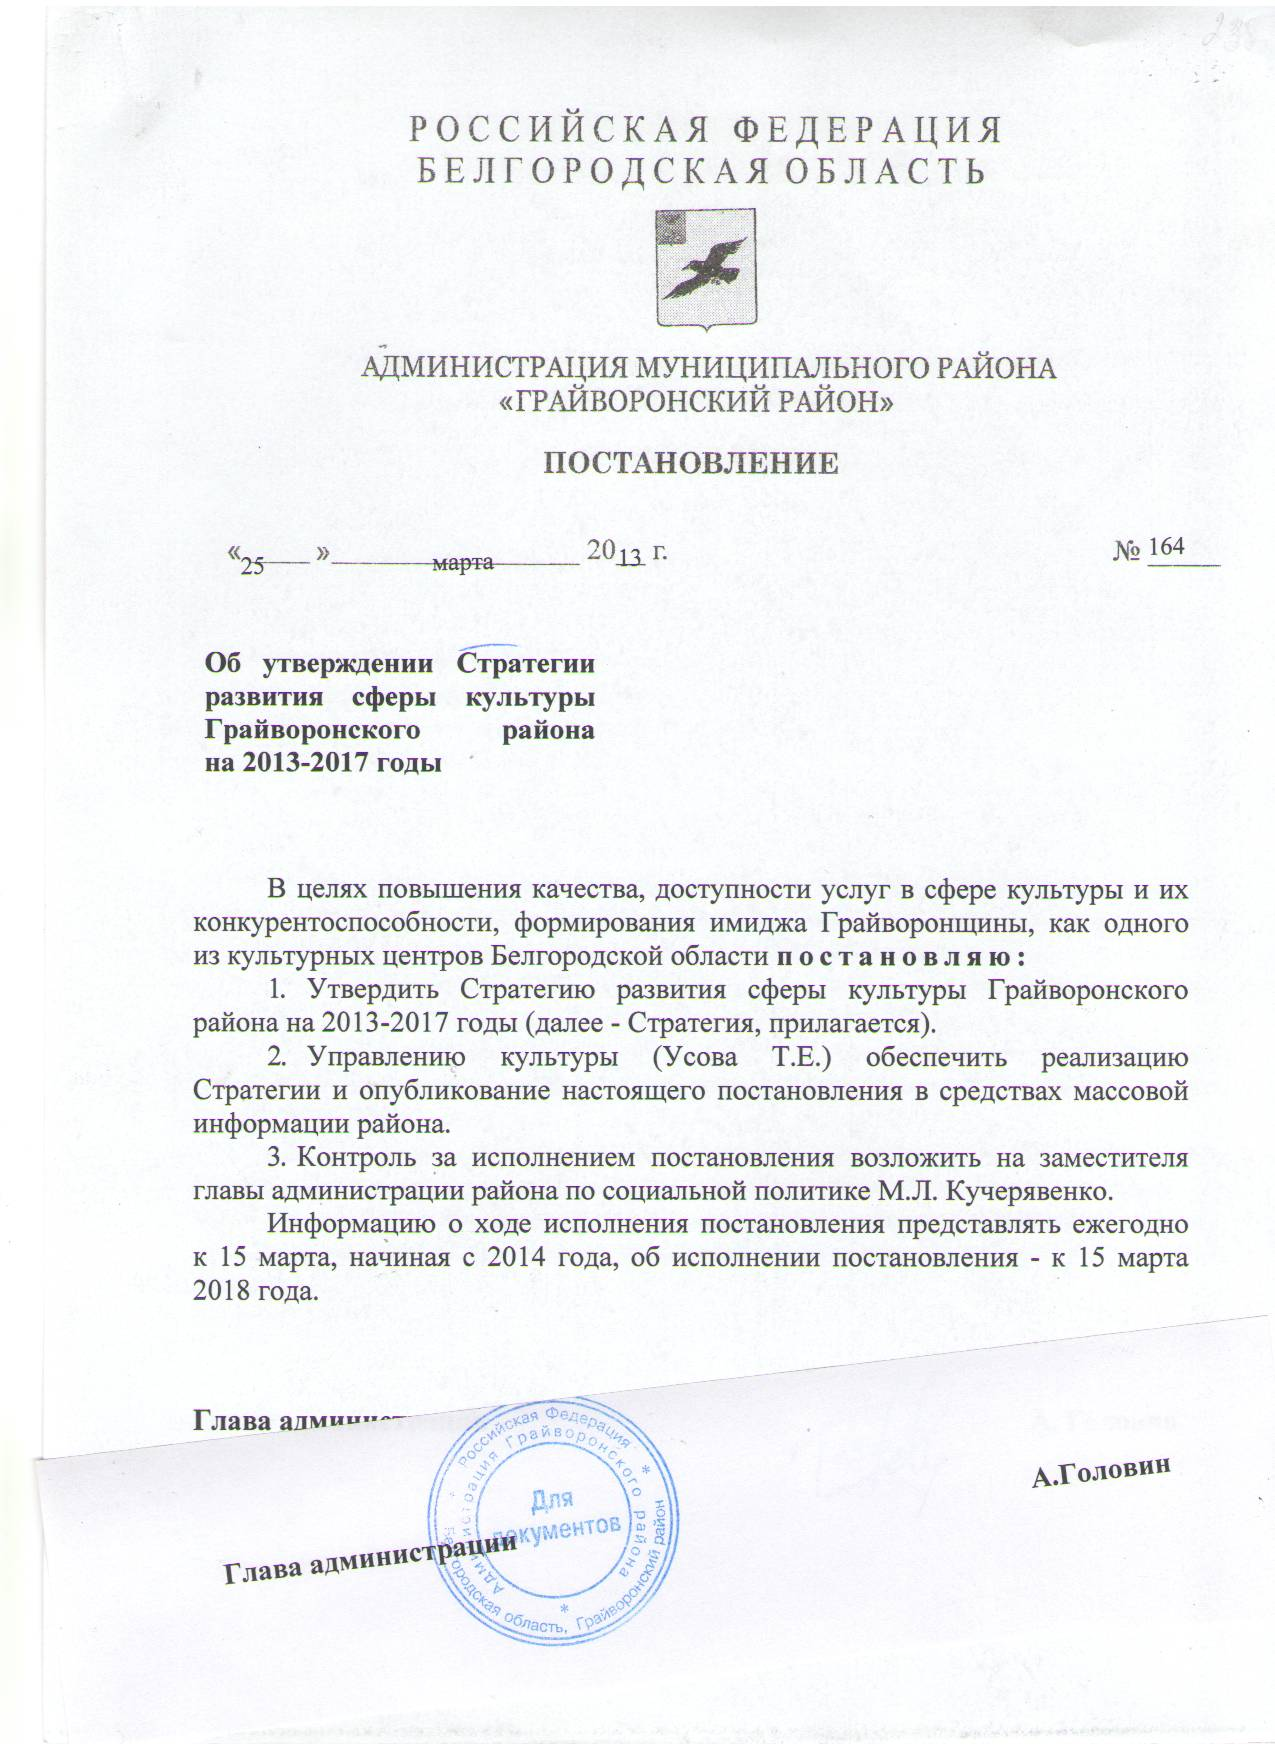 РОССИЙСКАЯ ФЕДЕРАЦИЯ
БЕЛГОРОДСКАЯ ОБЛАСТЬ
АДМИНИСТРАЦИЯ МУНИЦИПАЛЬНОГО РАЙОНА
«ГРАЙВОРОНСКИЙ РАЙОН»
ПОСТАНОВЛЕНИЕ
«25» марта 2013 г. № 164
Об утверждении Стратегии
развития сферы культуры
Грайворонского района
на 2013-2017 годы
В целях повышения качества, доступности услуг в сфере культуры и их
конкурентоспособности, формирования имиджа Грайворонщины, как одного
из культурных центров Белгородской области п о с т а н о в л я ю :
1. Утвердить Стратегию развития сферы культуры Грайворонского
района на 2013-2017 годы (далее - Стратегия, прилагается).
2. Управлению культуры (Усова Т.Е.) обеспечить реализацию
Стратегии и опубликование настоящего постановления в средствах массовой
информации района.
3. Контроль за исполнением постановления возложить на заместителя
главы администрации района по социальной политике М.Л. Кучерявенко.
Информацию о ходе исполнения постановления представлять ежегодно
к 15 марта, начиная с 2014 года, об исполнении постановления - к 15 марта
2018 года.
Глава админист
А.Головин
Глава администрации
Российская Федерация
Белгородская область, Грайворонский район
Администрация Грайворонского района
Для
документов